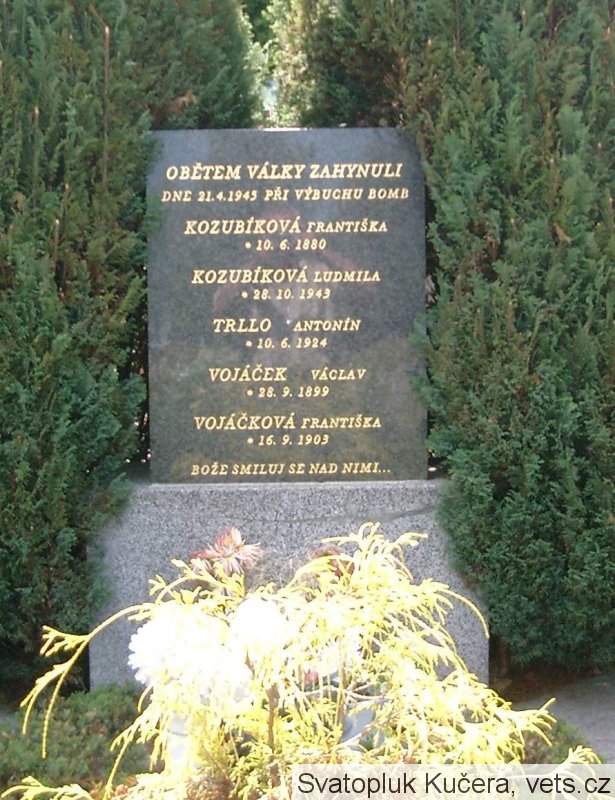 OBĚTEM VÁLKY ZAHYNULI
DNE 21.4.1945 PŘI VÝBUCHU BOMB
KOZUBÍKOVÁ FRANTIŠKA
* 10. 6. 1880
KOZUBÍKOVÁ LUDMILA
* 28. 10. 1943
TRLLO ANTONÍN
* 10. 6. 1924
VOJÁČEK VÁCLAV
* 28. 9. 1899
VOJÁČKOVÁ FRANTIŠKA
* 16. 9. 1903
BOŽE SMILUJ SE NAD NIMI...
Svatopluk Kučera, vets.cz